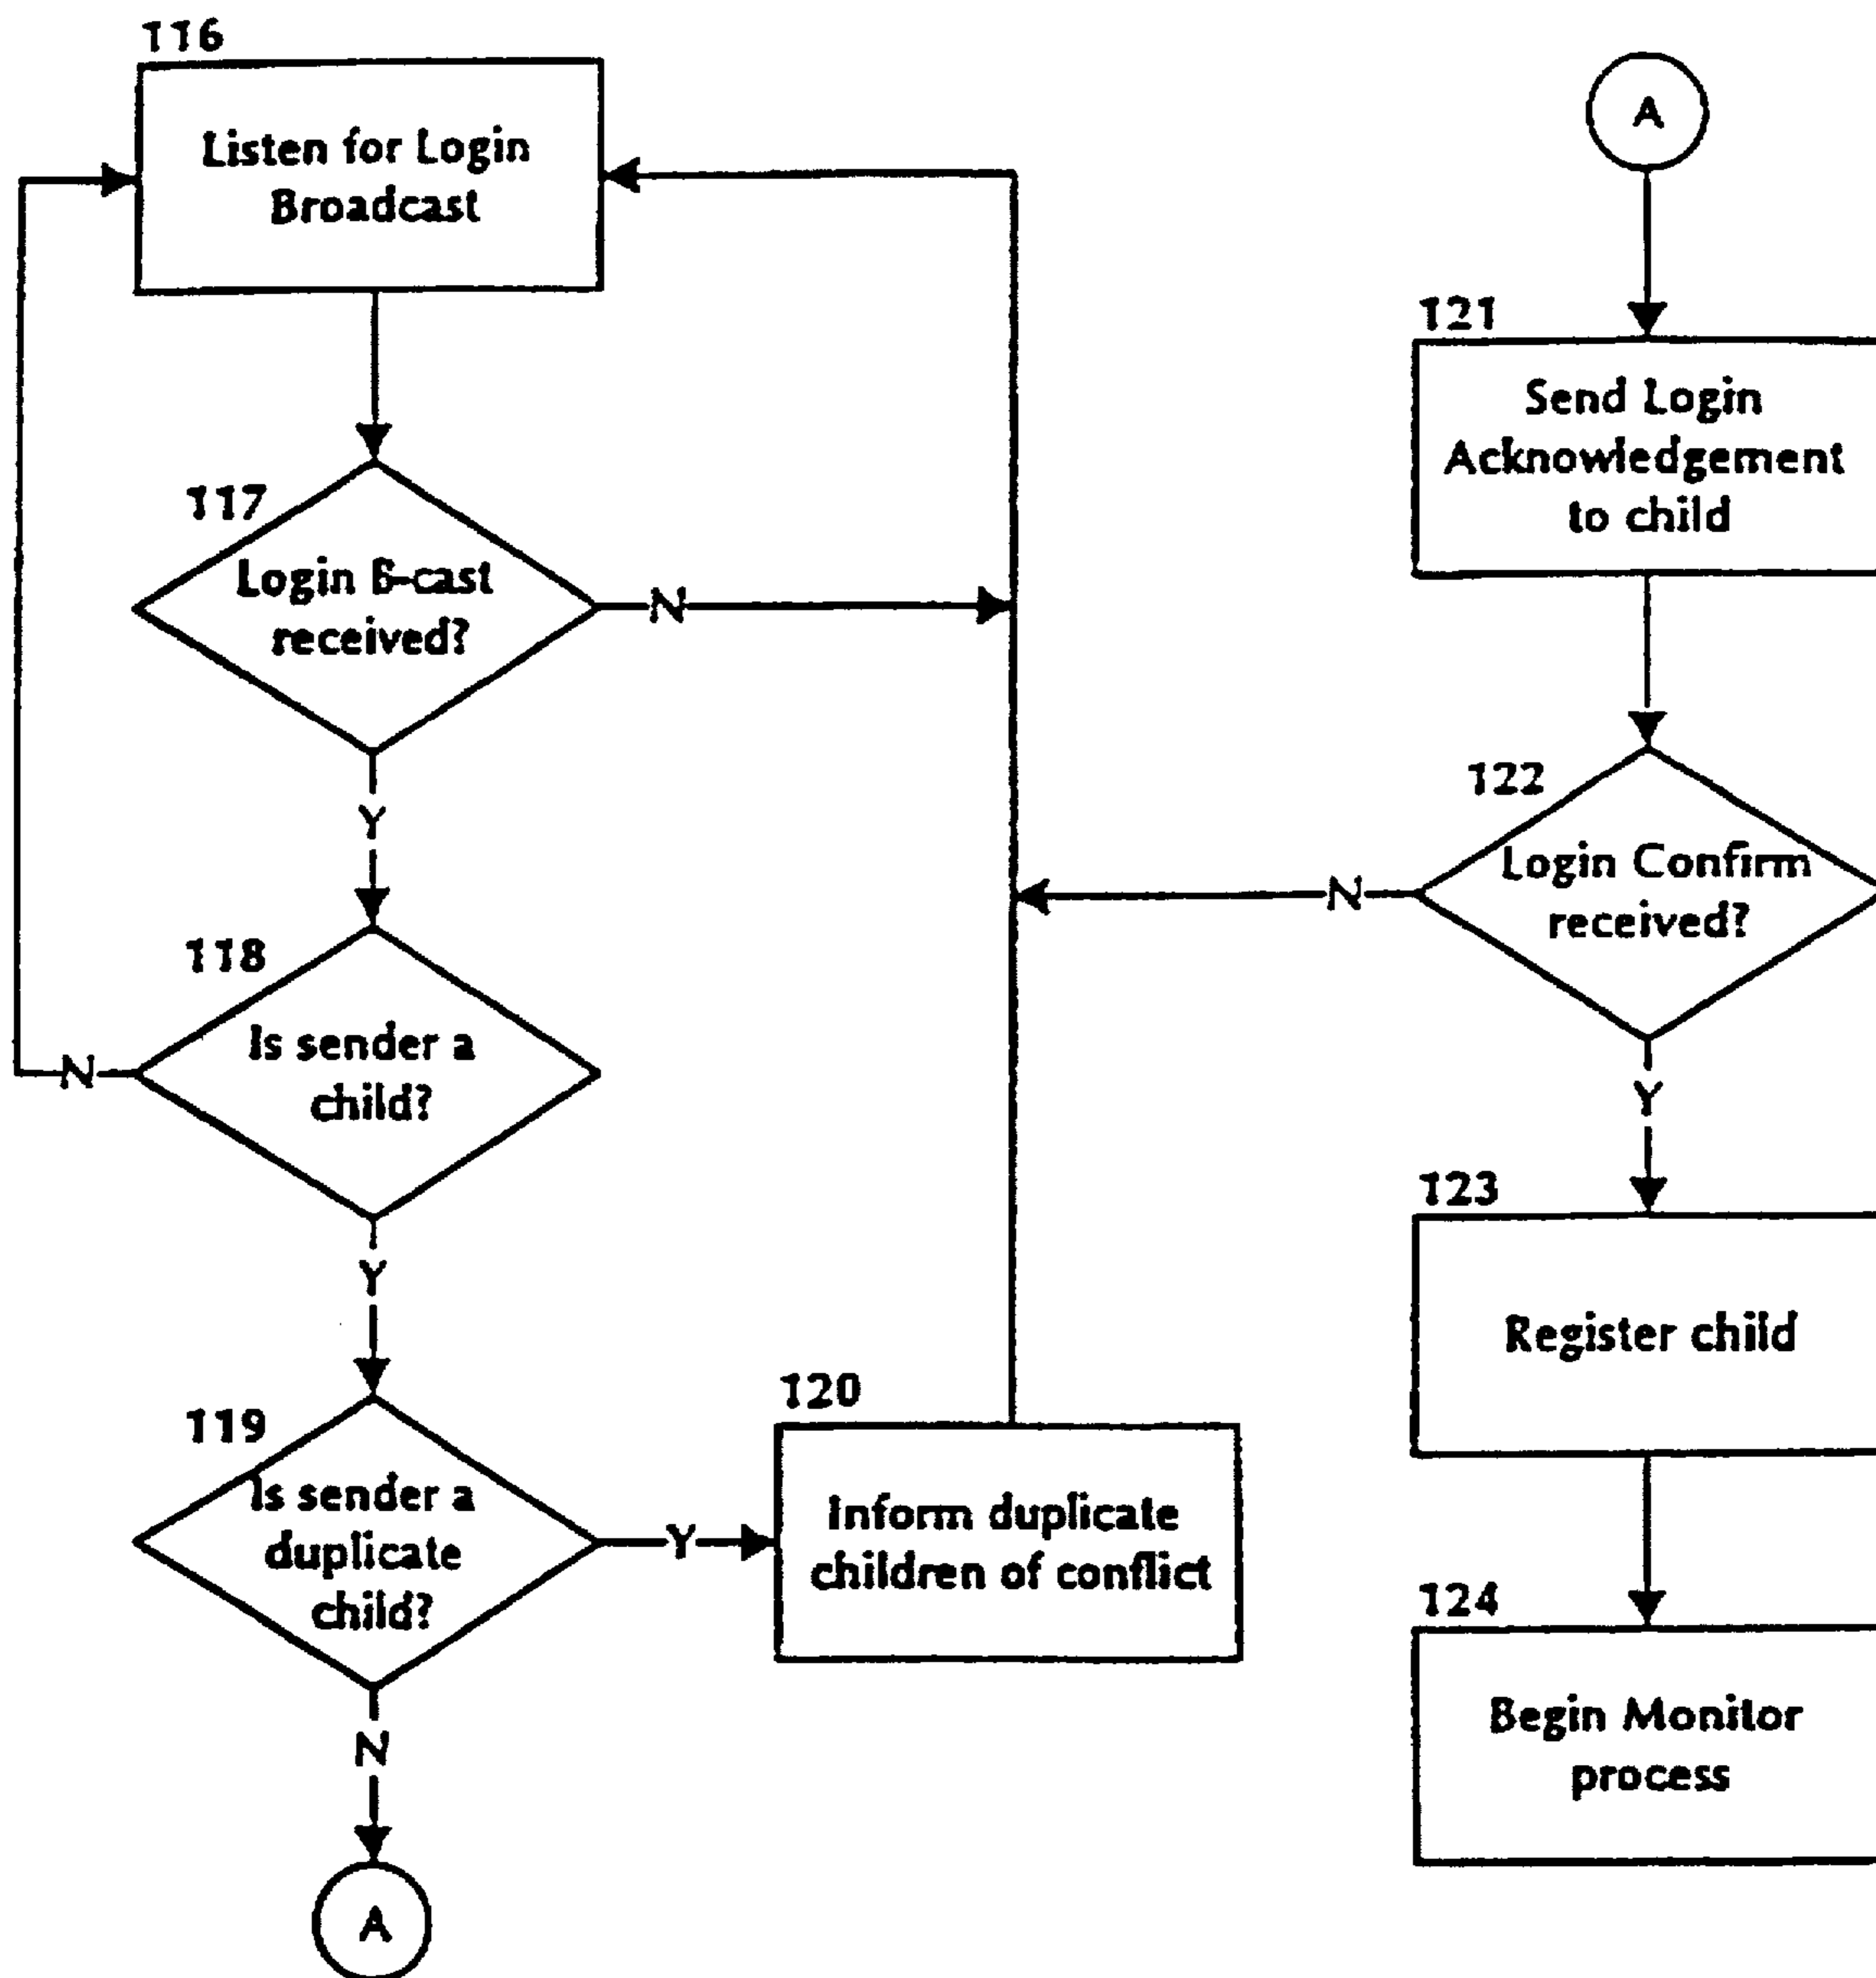 116
Listen for Login
Broadcast
117
Login B-cast
received?
N
Y
118
Is sender a
child?
N
Y
119
Is sender a
duplicate
child?
Y
N
A
120
Inform duplicate
children of conflict
A
121
Send Login
Acknowledgement
to child
122
Login Confirm
received?
N
Y
123
Register child
124
Begin Monitor
process